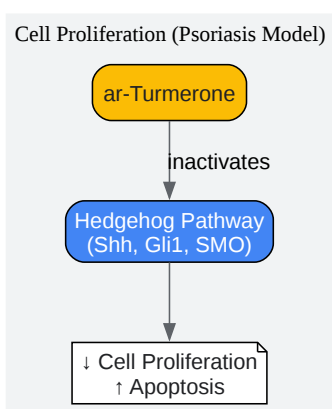 Cell Proliferation (Psoriasis Model)
ar-Turmerone
inactivates
Hedgehog Pathway
(Shh, Gli1, SMO)
↓ Cell Proliferation
↑ Apoptosis